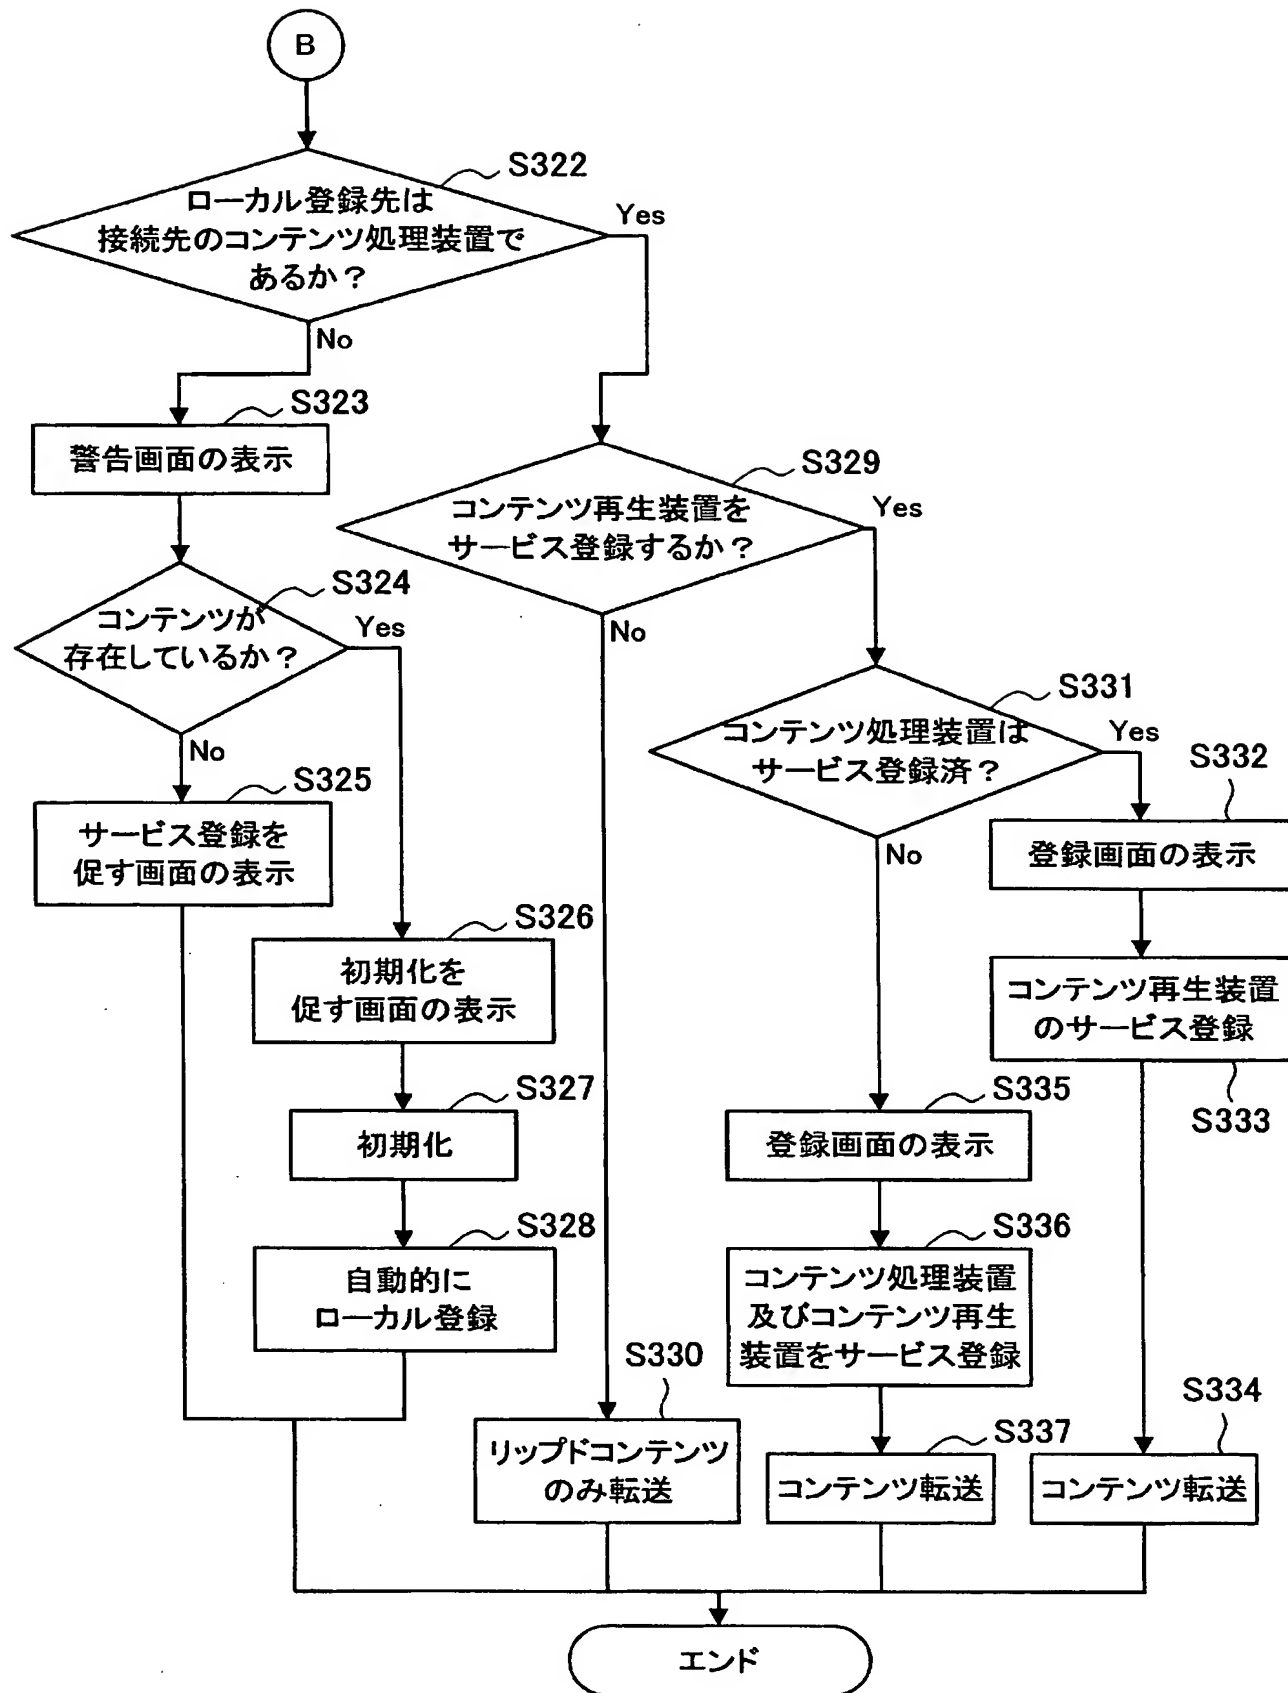 B
S322
ローカル登録先は
接続先のコンテンツ処理装置で
あるか？
Yes
No
S323
警告画面の表示
S324
コンテンツが
存在しているか？
Yes
No
S325
サービス登録を
促す画面の表示
S326
初期化を
促す画面の表示
S327
初期化
S328
自動的に
ローカル登録
S329
コンテンツ再生装置を
サービス登録するか？
Yes
No
S330
リップドコンテンツ
のみ転送
S331
コンテンツ処理装置は
サービス登録済？
Yes
No
S332
登録画面の表示
コンテンツ再生装置
のサービス登録
S333
S334
コンテンツ転送
S335
登録画面の表示
S336
コンテンツ処理装置
及びコンテンツ再生
装置をサービス登録
S337
コンテンツ転送
エンド